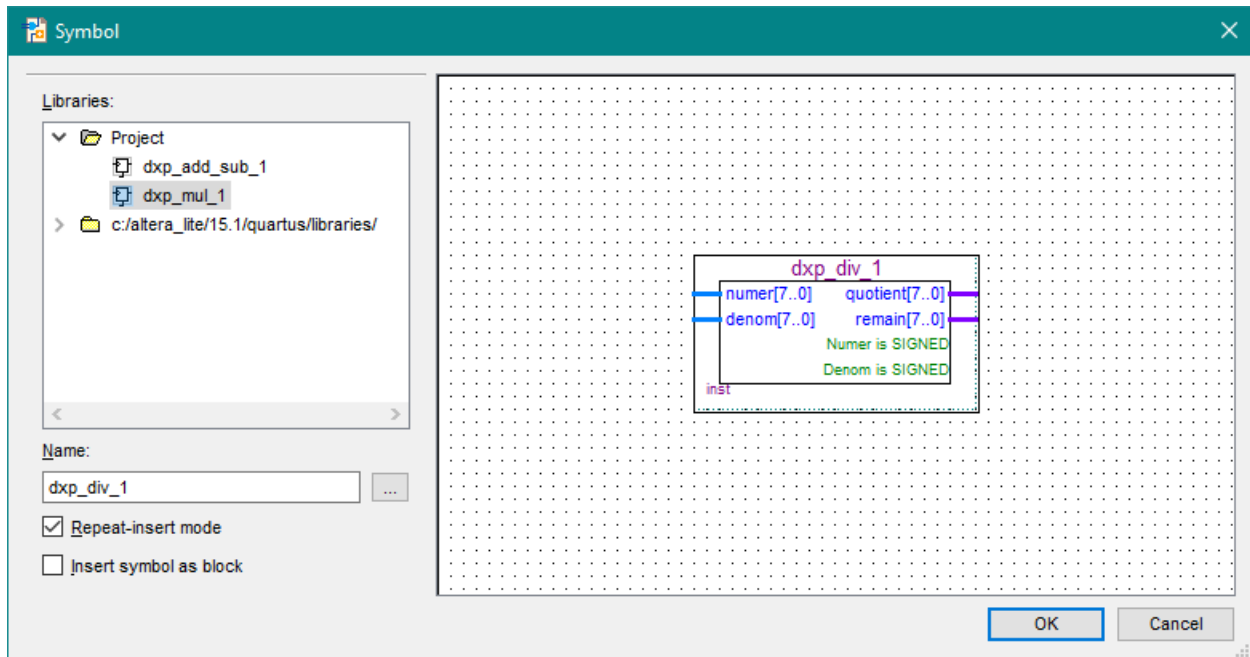 Symbol
Libraries:
Project
dxp_add_sub_1
dxp_mul_1
c:/altera_lite/15.1/quartus/libraries/
Name:
dxp_div_1
...
Repeat-insert mode
Insert symbol as block
dxp_div_1
numer[7..0] quotient[7..0]
denom[7..0] remain[7..0]
Numer is SIGNED
Denom is SIGNED
inst
OK Cancel